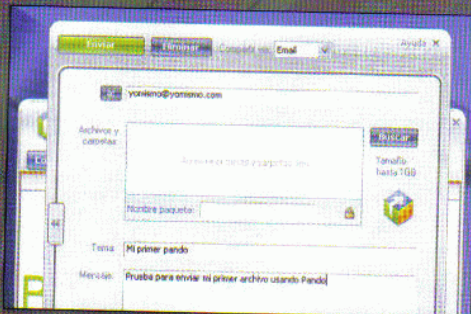 Enviar Eliminar Compartir vía: Email Ayuda X
yomismo@yomismo.com
Archivos y carpetas:
Buscar
Tamaño hasta 1GB
Nombre paquete:
Tema: Mi primer pando
Mensaje: Prueba para enviar mi primer archivo usando Pando